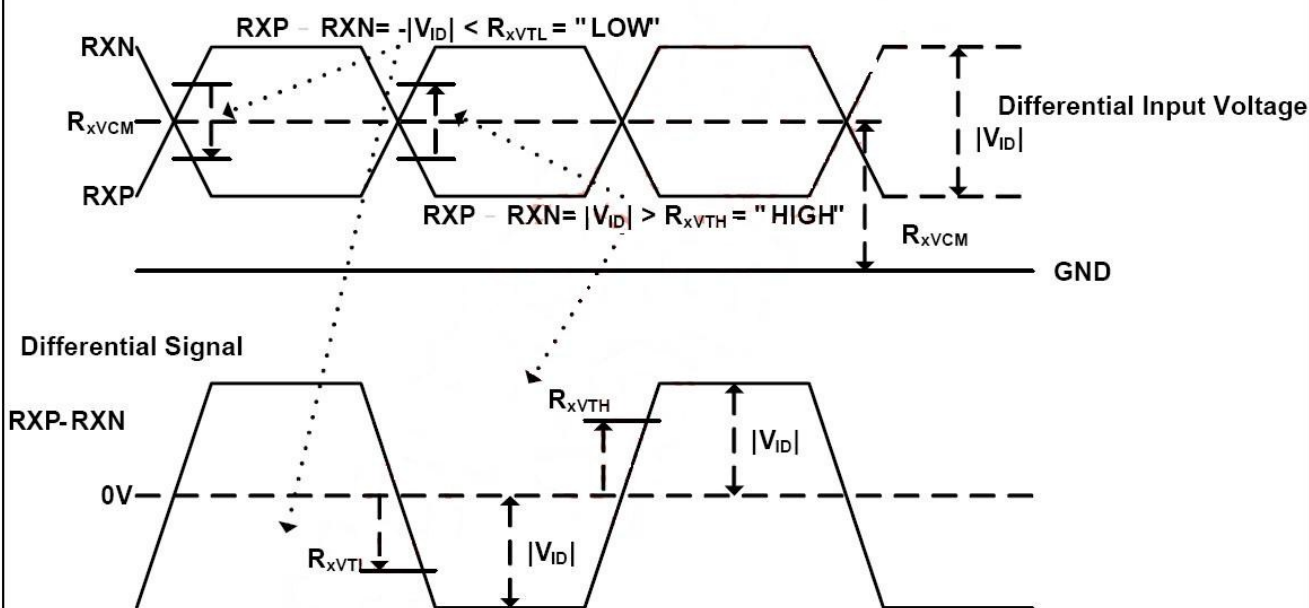 RXP - RXN= -|VID| < RxVTL = "LOW"
RXN
RxVCM
Differential Input Voltage
|VID|
RXP
RXP - RXN= |VID| > RxVTH = "HIGH"
RxVCM
GND
Differential Signal
RxVTH
RXP-RXN
|VID|
0V
|VID|
RxVTL